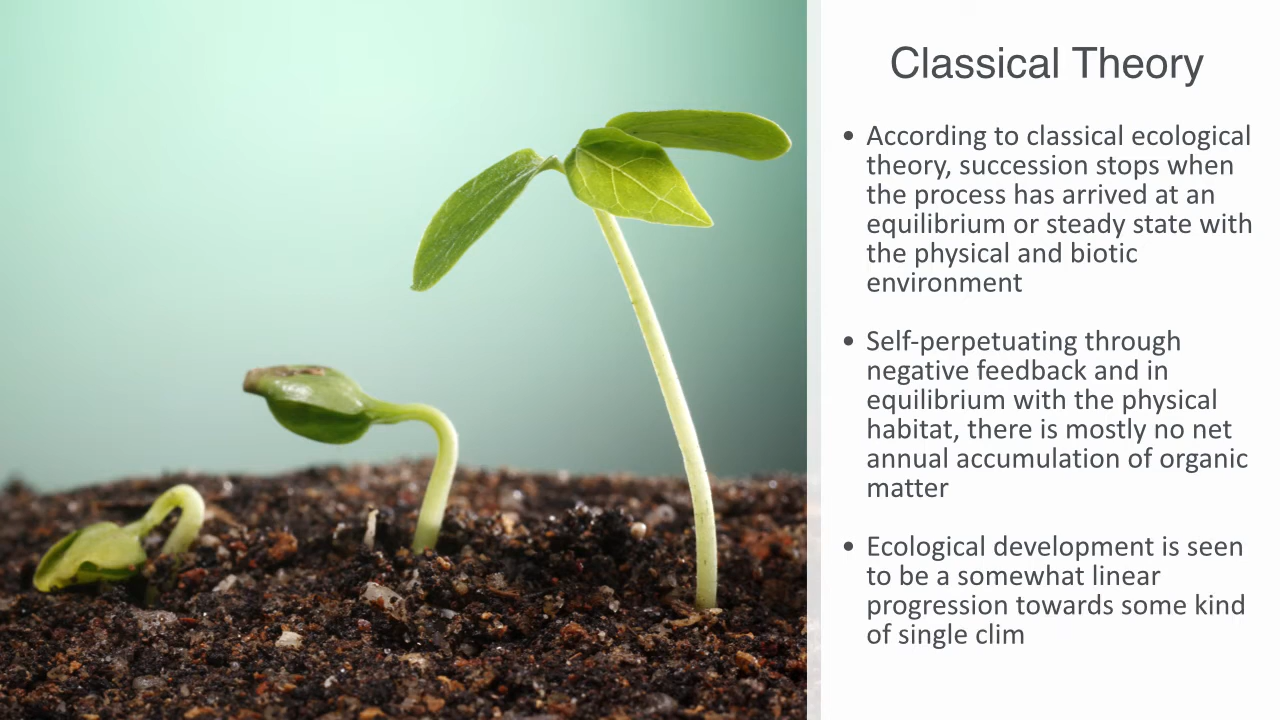 Classical Theory
• According to classical ecological
theory, succession stops when
the process has arrived at an
equilibrium or steady state with
the physical and biotic
environment
• Self-perpetuating through
negative feedback and in
equilibrium with the physical
habitat, there is mostly no net
annual accumulation of organic
matter
• Ecological development is seen
to be a somewhat linear
progression towards some kind
of single clim